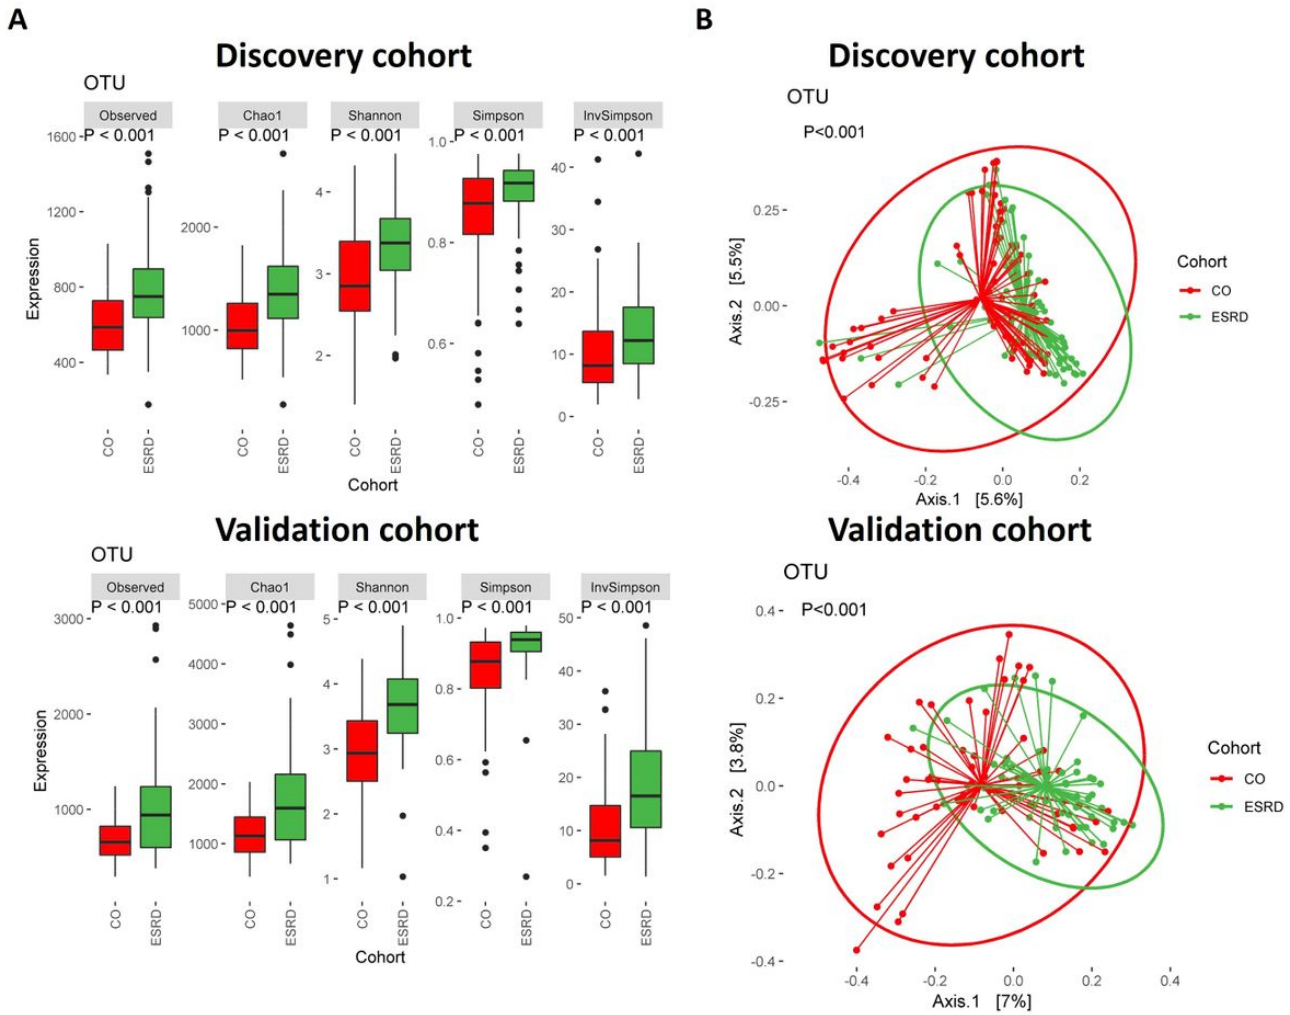 A
Discovery cohort
OTU
Observed Chao1 Shannon Simpson InvSimpson
P < 0.001 P < 0.001 P < 0.001 P < 0.001
Expression
1600
1200
800
400
2000
1000
4
3
2
1.0
0.8
0.6
40
30
20
10
0
CO ESRD CO ESRD CO ESRD CO ESRD CO ESRD
Cohort
Validation cohort
OTU
Observed Chao1 Shannon Simpson InvSimpson
P < 0.001 P < 0.001 P < 0.001 P < 0.001 P < 0.001
Expression
3000
2000
1000
5000
4000
3000
2000
1000
5
4
3
2
1
1.0
0.8
0.6
0.4
0.2
50
40
30
20
10
0
CO ESRD CO ESRD CO ESRD CO ESRD CO ESRD
Cohort
B
Discovery cohort
OTU
P<0.001
Axis.2 [5.5%]
0.25
0.00
-0.25
-0.4 -0.2 0.0 0.2
Axis.1 [5.6%]
Cohort
CO
ESRD
Validation cohort
OTU
P<0.001
Axis.2 [3.8%]
0.4
0.2
0.0
-0.2
-0.4
-0.4 -0.2 0.0 0.2 0.4
Axis.1 [7%]
Cohort
CO
ESRD